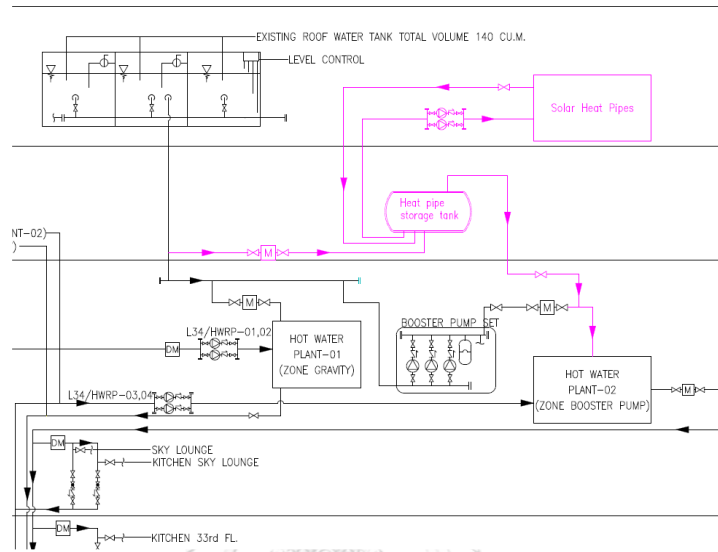 EXISTING ROOF WATER TANK TOTAL VOLUME 140 CU.M.
LEVEL CONTROL
Solar Heat Pipes
Heat pipe
storage tank
NT-02)
)
M
M
L34/HWRP-01,02
DM
HOT WATER
PLANT-01
(ZONE GRAVITY)
BOOSTER PUMP SET
M
HOT WATER
PLANT-02
(ZONE BOOSTER PUMP)
M
L34/HWRP-03,04
DM
SKY LOUNGE
KITCHEN SKY LOUNGE
DM
KITCHEN 33rd FL.